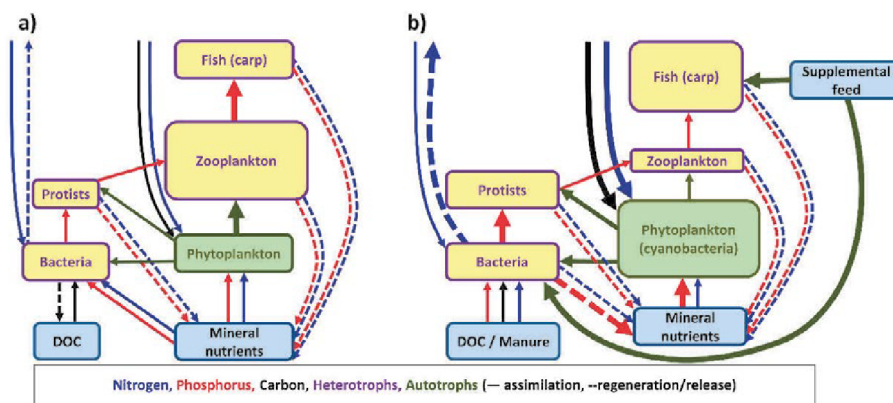 a)
Fish (carp)
Zooplankton
Protists
Phytoplankton
Bacteria
DOC
Mineral
nutrients
b)
Fish (carp)
Supplemental
feed
Zooplankton
Protists
Phytoplankton
(cyanobacteria)
Bacteria
DOC / Manure
Mineral
nutrients
Nitrogen, Phosphorus, Carbon, Heterotrophs, Autotrophs (— assimilation, --regeneration/release)